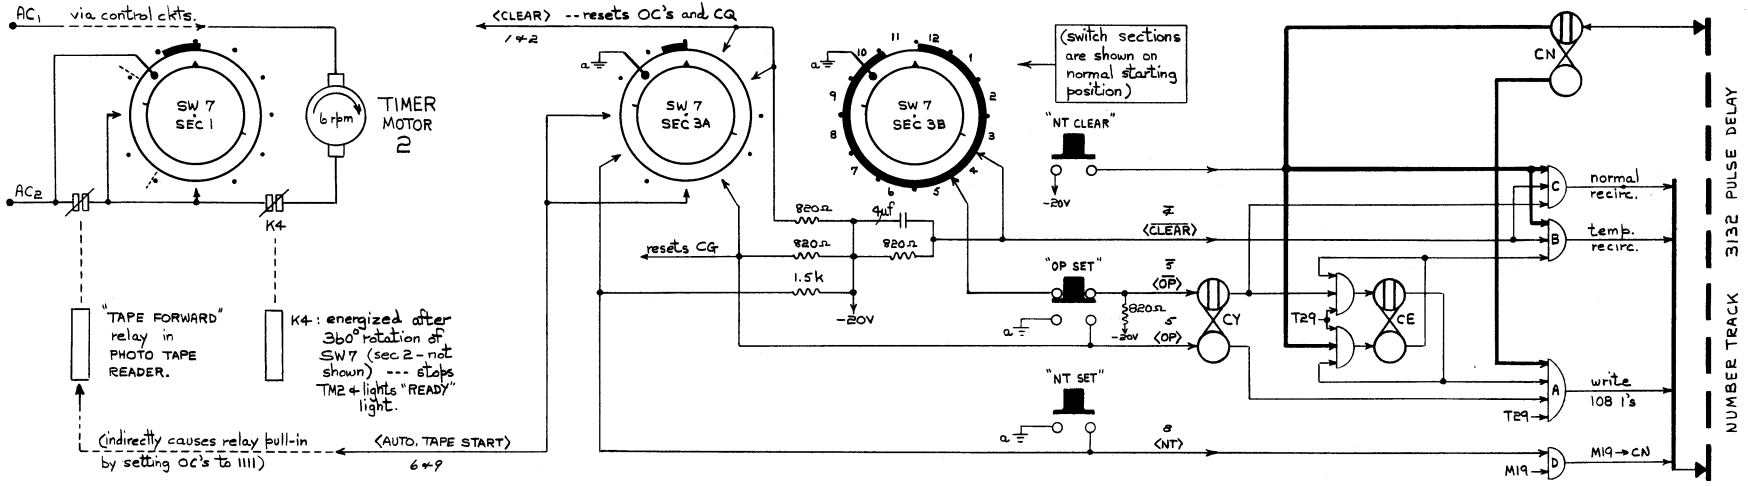 AC1 via control ckts.
<CLEAR> -- resets OC's and CQ
1 & 2
(switch sections
are shown on
normal starting
position)
CN
NUMBER TRACK 3132 PULSE DELAY
a
SW 7
SEC 1
6 rpm
TIMER
MOTOR
2
a
SW 7
SEC 3A
11
12
10
1
9
2
8
3
7
4
6
5
SW 7
SEC 3B
"NT CLEAR"
-20V
AC2
K4
820Ω
4μf
820Ω
820Ω
1.5k
-20V
resets CG
7
<CLEAR>
C
normal
recirc.
B
temp.
recirc.
"OP SET"
5
<OP>
820Ω
-20V
5
<OP>
a
CY
T29
CE
"TAPE FORWARD"
relay in
PHOTO TAPE
READER.
K4: energized after
360° rotation of
SW7 (sec 2 - not
shown) --- stops
TM2 & lights "READY"
light.
"NT SET"
a
8
<NT>
A
write
108 1's
T29
(indirectly causes relay pull-in
by setting OC's to 1111)
<AUTO, TAPE START>
6 & 9
D
M19→CN
M19